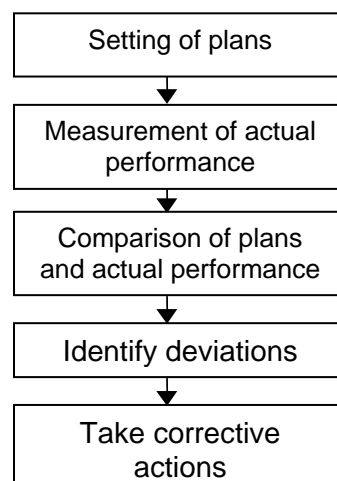 Setting of plans
Measurement of actual
performance
Comparison of plans
and actual performance
Identify deviations
Take corrective
actions